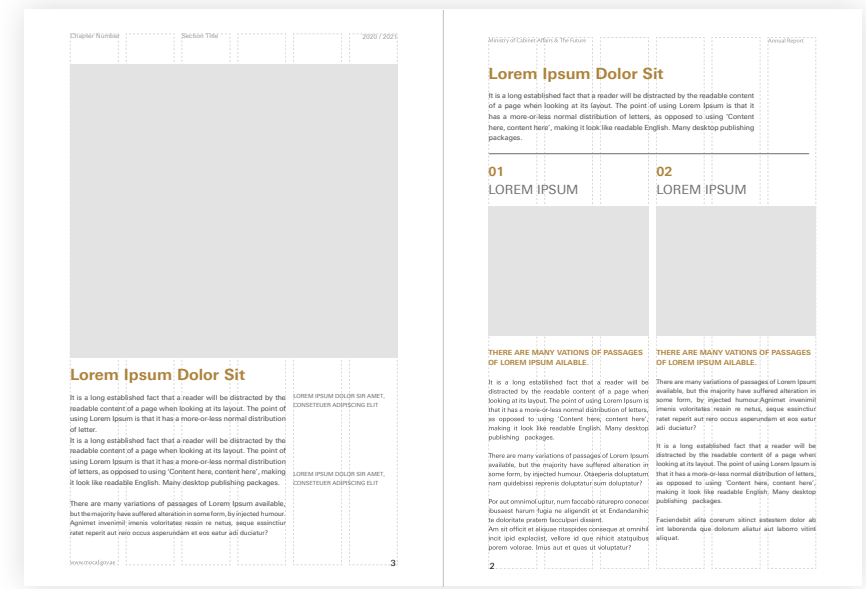 Chapter Number
Section Title
2020 / 2021
Lorem Ipsum Dolor Sit
It is a long established fact that a reader will be distracted by the
readable content of a page when looking at its layout. The point of
using Lorem Ipsum is that it has a more-or-less normal distribution
of letter.
It is a long established fact that a reader will be distracted by the
readable content of a page when looking at its layout. The point of
using Lorem Ipsum is that it has a more-or-less normal distribution
of letters, as opposed to using 'Content here, content here', making
it look like readable English. Many desktop publishing packages.
There are many variations of passages of Lorem Ipsum available,
but the majority have suffered alteration in some form, by injected humour.
Agnimet invenimil imenis voloritates ressin re netus, seque essinctiur
ratet reperit aut rero occus asperundam et eos eatur adi duciatur?
LOREM IPSUM DOLOR SIR AMET,
CONSETEUER ADIPISCING ELIT
LOREM IPSUM DOLOR SIR AMET,
CONSETEUER ADIPISCING ELIT
www.mocaf.gov.ae
3
Ministry of Cabinet Affairs & The Future
Annual Report
Lorem Ipsum Dolor Sit
It is a long established fact that a reader will be distracted by the readable content
of a page when looking at its layout. The point of using Lorem Ipsum is that it
has a more-or-less normal distribution of letters, as opposed to using 'Content
here, content here', making it look like readable English. Many desktop publishing
packages.
01
LOREM IPSUM
THERE ARE MANY VATIONS OF PASSAGES
OF LOREM IPSUM AILABLE.
It is a long established fact that a reader will be
distracted by the readable content of a page when
looking at its layout. The point of using Lorem Ipsum is
that it has a more-or-less normal distribution of letters,
as opposed to using 'Content here, content here',
making it look like readable English. Many desktop
publishing packages.
There are many variations of passages of Lorem Ipsum
available, but the majority have suffered alteration in
some form, by injected humour. Otaeperia doluptatum
nam quidebissi reprenis doluptatur sum doluptatur?
Por aut omnimol uptur, num faccabo raturepro conecer
ibusaest harum fugia ne aligendit et et Endandanihic
te doloritate pratem facculpari dissent.
Am sit officit et aliquae ritaspides conseque at omnihil
incit ipid explaciist, vellore id que nihicit atatquibus
porem volorae. Imus aut et quas ut voluptatur?
02
LOREM IPSUM
THERE ARE MANY VATIONS OF PASSAGES
OF LOREM IPSUM AILABLE.
There are many variations of passages of Lorem Ipsum
available, but the majority have suffered alteration in
some form, by injected humour.Agnimet invenimil
imenis voloritates ressin re netus, seque essinctiur
ratet reperit aut rero occus asperundam et eos eatur
adi duciatur?
It is a long established fact that a reader will be
distracted by the readable content of a page when
looking at its layout. The point of using Lorem Ipsum is
that it has a more-or-less normal distribution of letters,
as opposed to using 'Content here, content here',
making it look like readable English. Many desktop
publishing packages.
Faciendebit alita corerum sitinct estestem dolor ab
int laborenda que dolorum aliatur aut laborro vitint
aliquat.
2